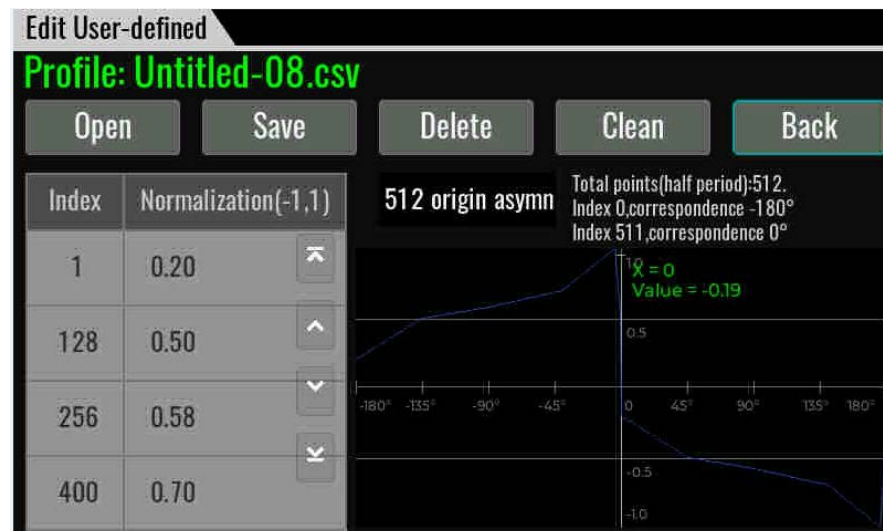 Edit User-defined
Profile: Untitled-08.csv
Open Save Delete Clean Back
Index Normalization(-1,1)
1 0.20
128 0.50
256 0.58
400 0.70
512 origin asymn
Total points(half period):512.
Index 0,correspondence -180°
Index 511,correspondence 0°
1.0
X = 0
Value = -0.19
0.5
-180° -135° -90° -45° 0 45° 90° 135° 180°
-0.5
-1.0